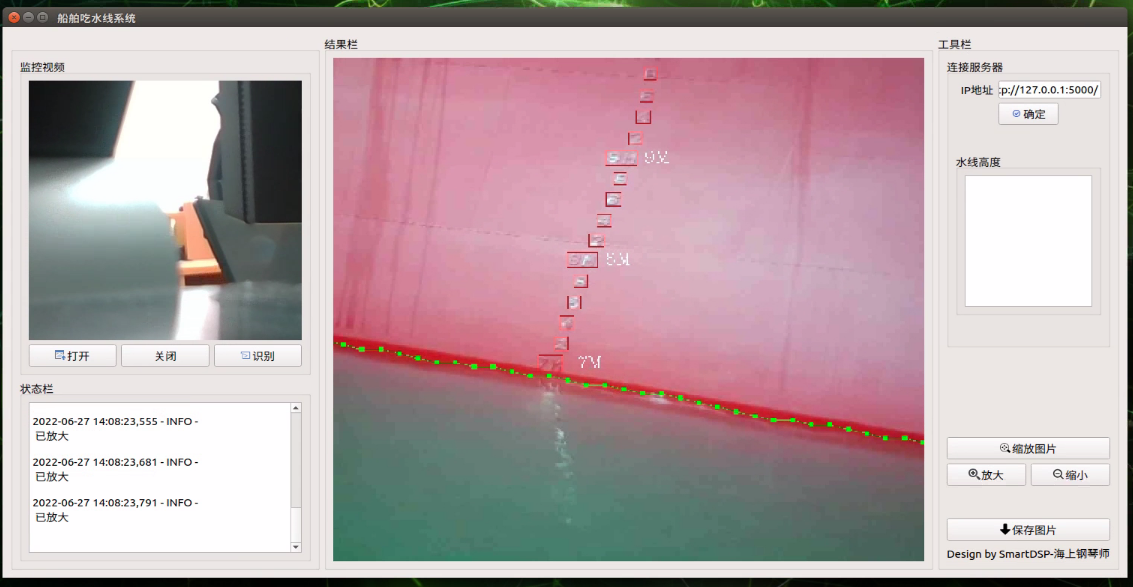 船舶吃水线系统
监控视频
打开
关闭
识别
状态栏
2022-06-27 14:08:23,555 - INFO -
已放大
2022-06-27 14:08:23,681 - INFO -
已放大
2022-06-27 14:08:23,791 - INFO -
已放大
结果栏
9M
7M
工具栏
连接服务器
IP地址
:p://127.0.0.1:5000/
确定
水线高度
缩放图片
放大
缩小
保存图片
Design by SmartDSP-海上钢琴师